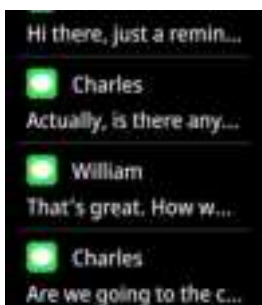 Hi there, just a remin...
Charles
Actually, is there any...
William
That's great. How w...
Charles
Are we going to the c...